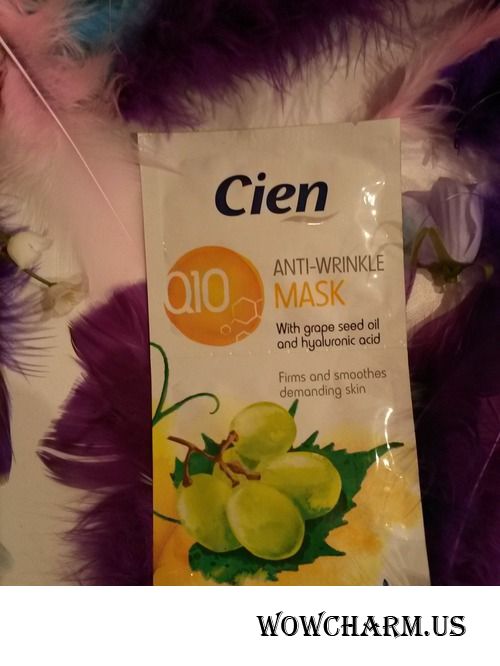 Cien
Q10
ANTI-WRINKLE
MASK
With grape seed oil
and hyaluronic acid
Firms and smoothes
demanding skin
WOWCHARM.US